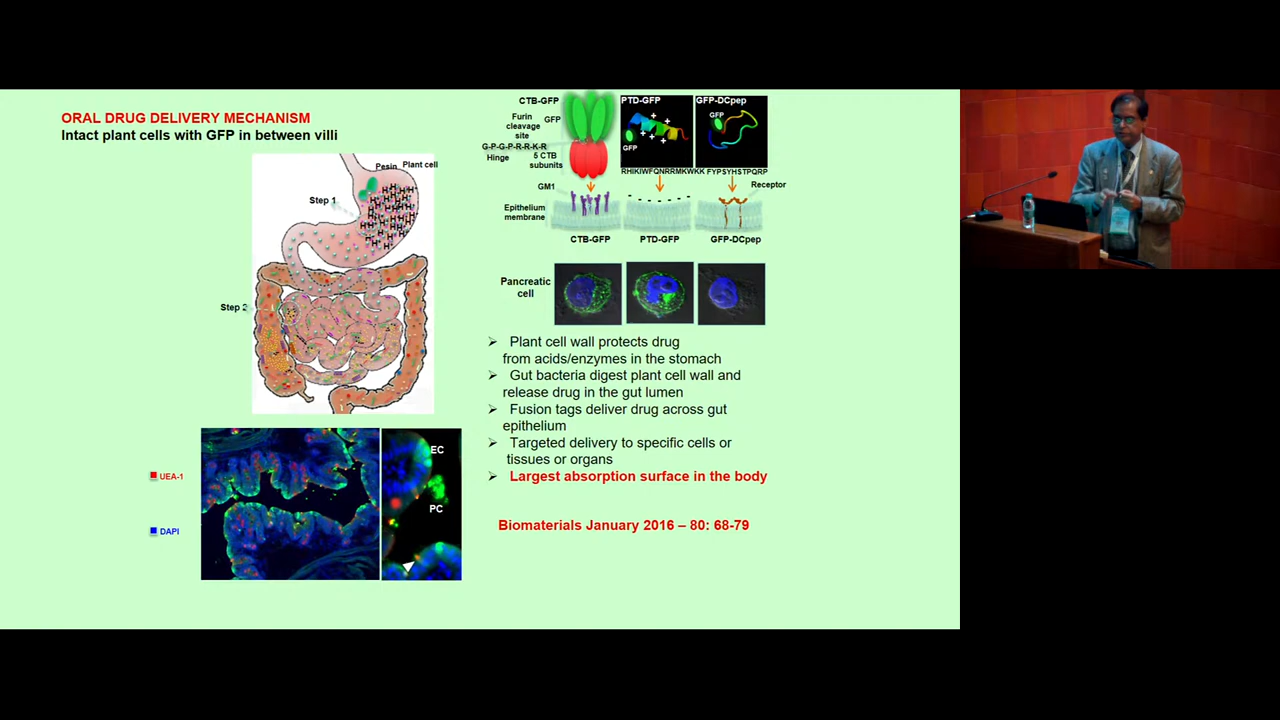 ORAL DRUG DELIVERY MECHANISM
Intact plant cells with GFP in between villi
Pesin
Plant cell
Step 1
Step 2
UEA-1
DAPI
EC
PC
CTB-GFP
GFP
Furin
cleavage
site
G-P-G-P-R-R-K-R
Hinge
5 CTB
subunits
PTD-GFP
GFP
RHIKIWFQNRRMKWKK
GFP-DCpep
GFP
FYPSYHSTPQRP
GM1
Receptor
Epithelium
membrane
CTB-GFP
PTD-GFP
GFP-DCpep
Pancreatic
cell
➢ Plant cell wall protects drug
from acids/enzymes in the stomach
➢ Gut bacteria digest plant cell wall and
release drug in the gut lumen
➢ Fusion tags deliver drug across gut
epithelium
➢ Targeted delivery to specific cells or
tissues or organs
➢ Largest absorption surface in the body
Biomaterials January 2016 – 80: 68-79